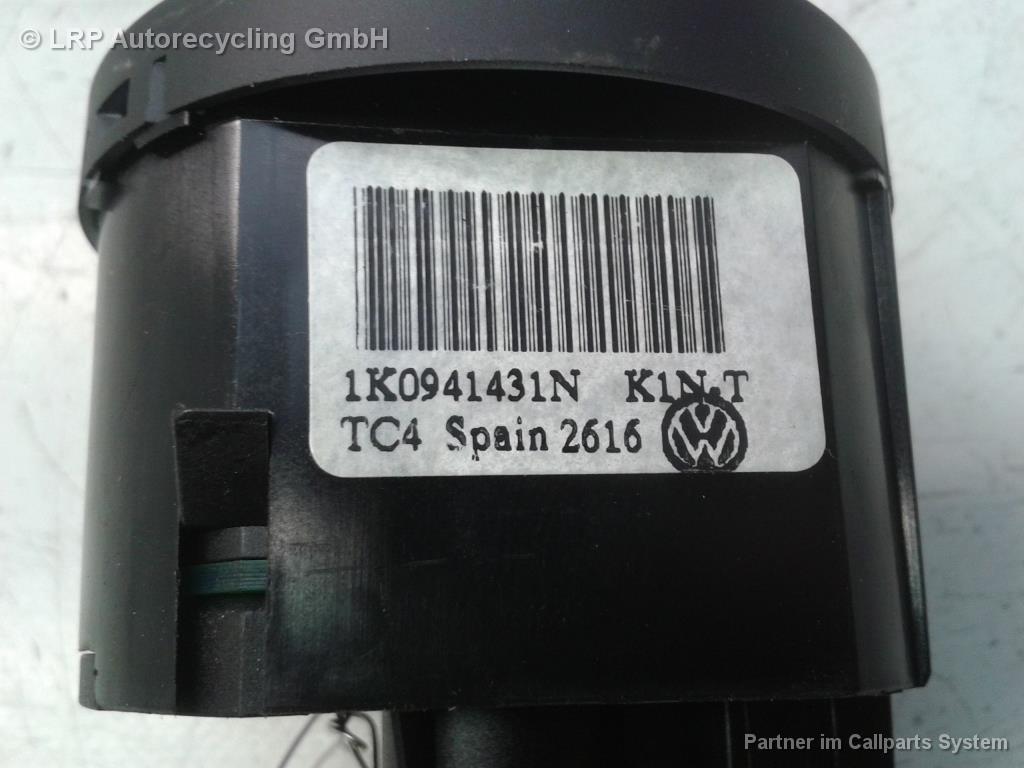 © LRP Autorecycling GmbH
1K0941431N K1N.T
TC4 Spain 2616
Partner im Callparts System